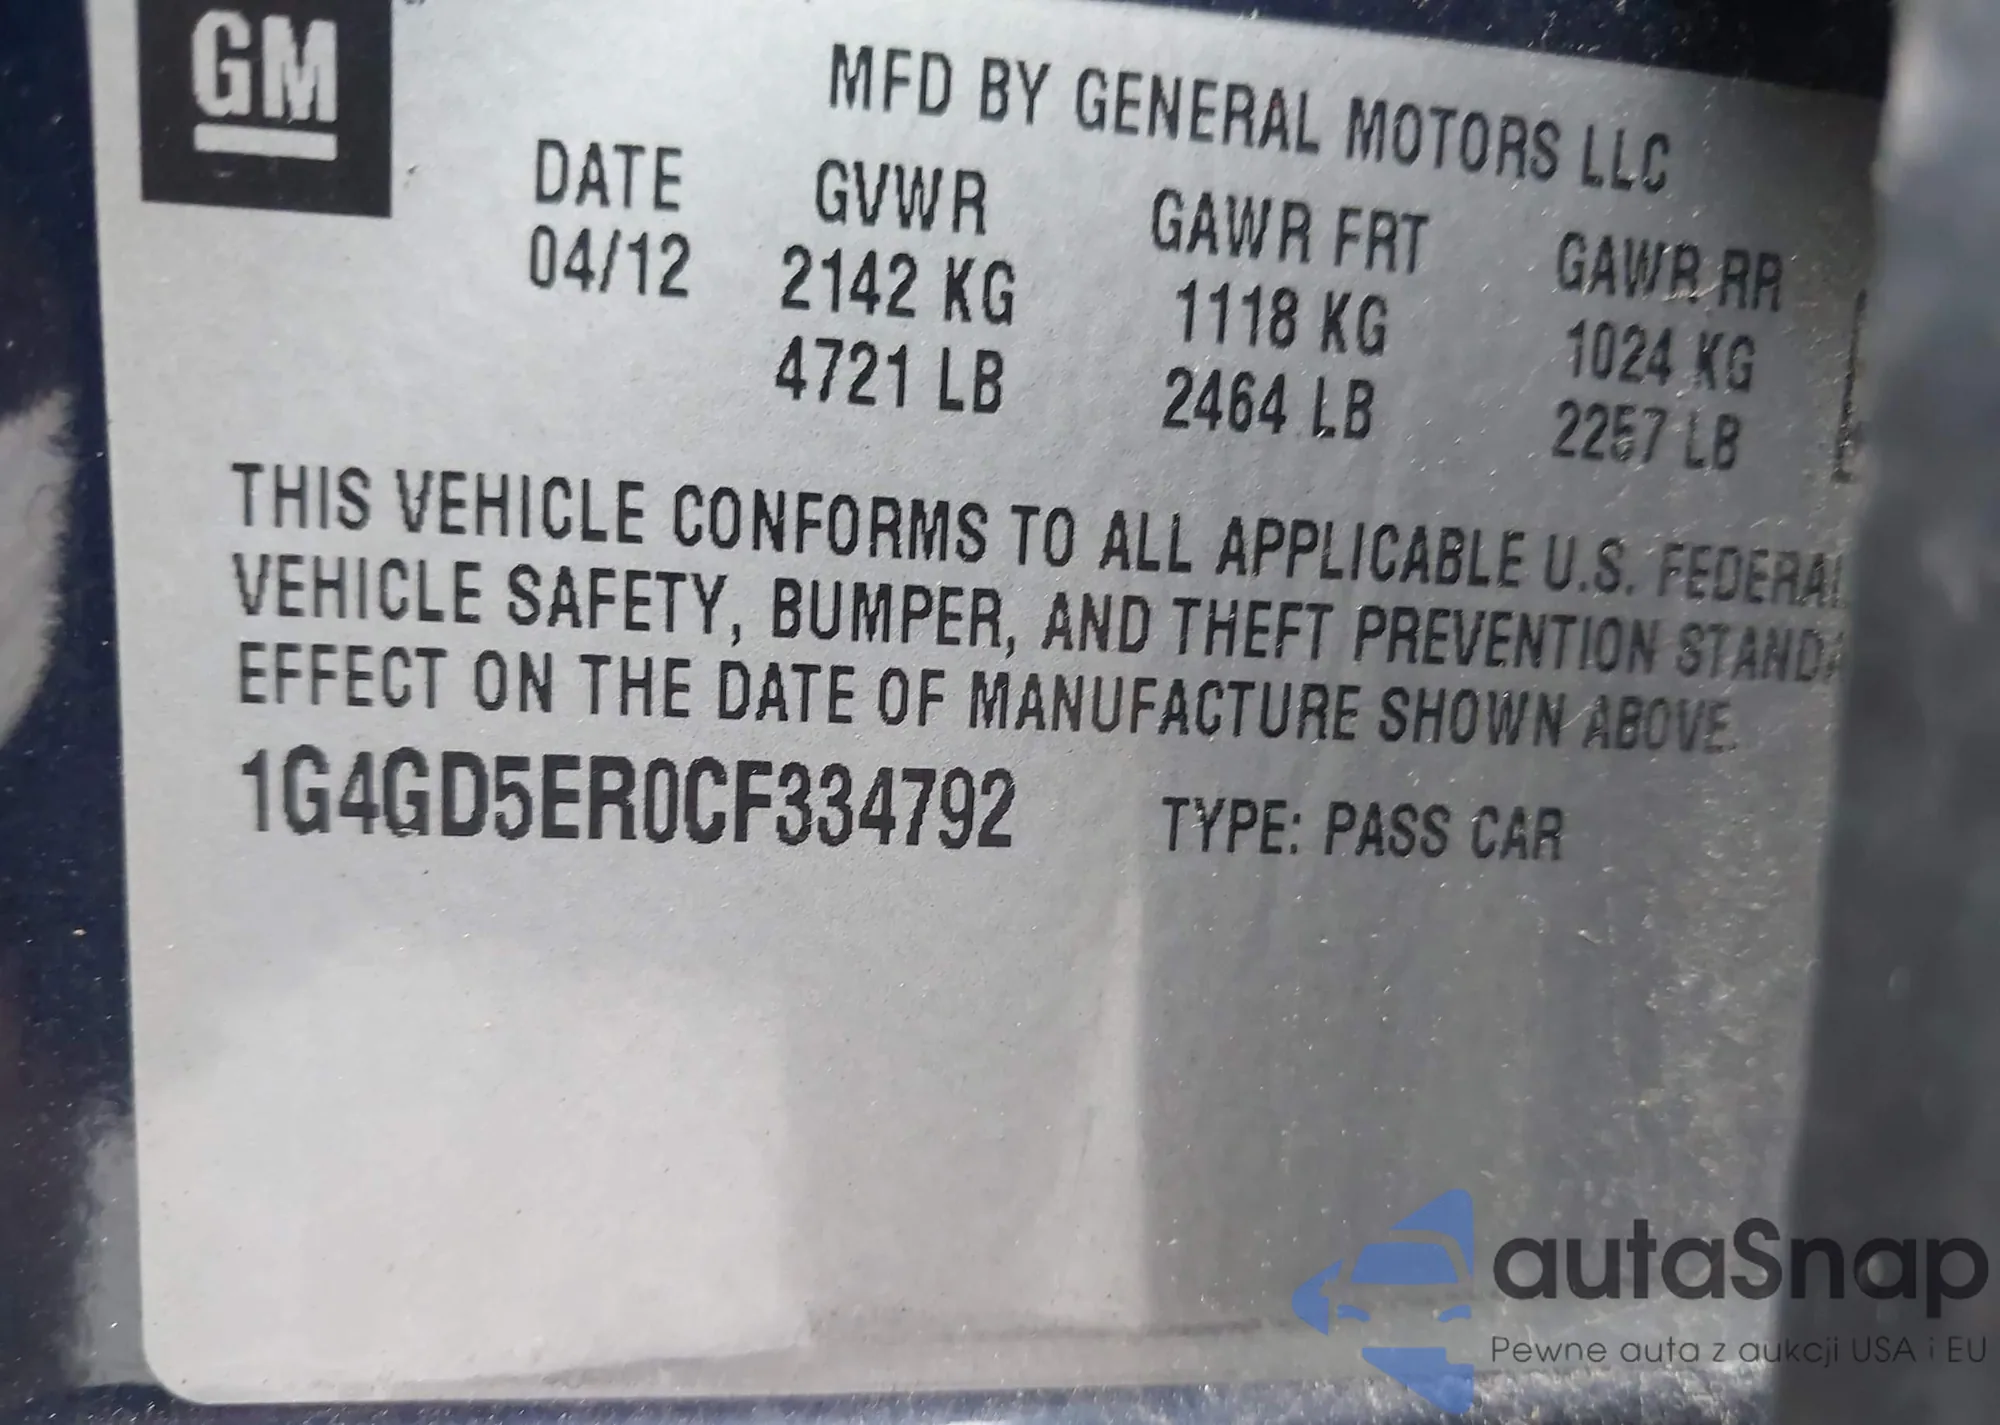 GM
MFD BY GENERAL MOTORS LLC
DATE GVWR GAWR FRT GAWR RR
04/12 2142 KG 1118 KG 1024 KG
4721 LB 2464 LB 2257 LB
THIS VEHICLE CONFORMS TO ALL APPLICABLE U.S. FEDERAL
VEHICLE SAFETY, BUMPER, AND THEFT PREVENTION STANDA
EFFECT ON THE DATE OF MANUFACTURE SHOWN ABOVE.
1G4GD5ER0CF334792 TYPE: PASS CAR
autaSnap
Pewne auta z aukcji USA i EU